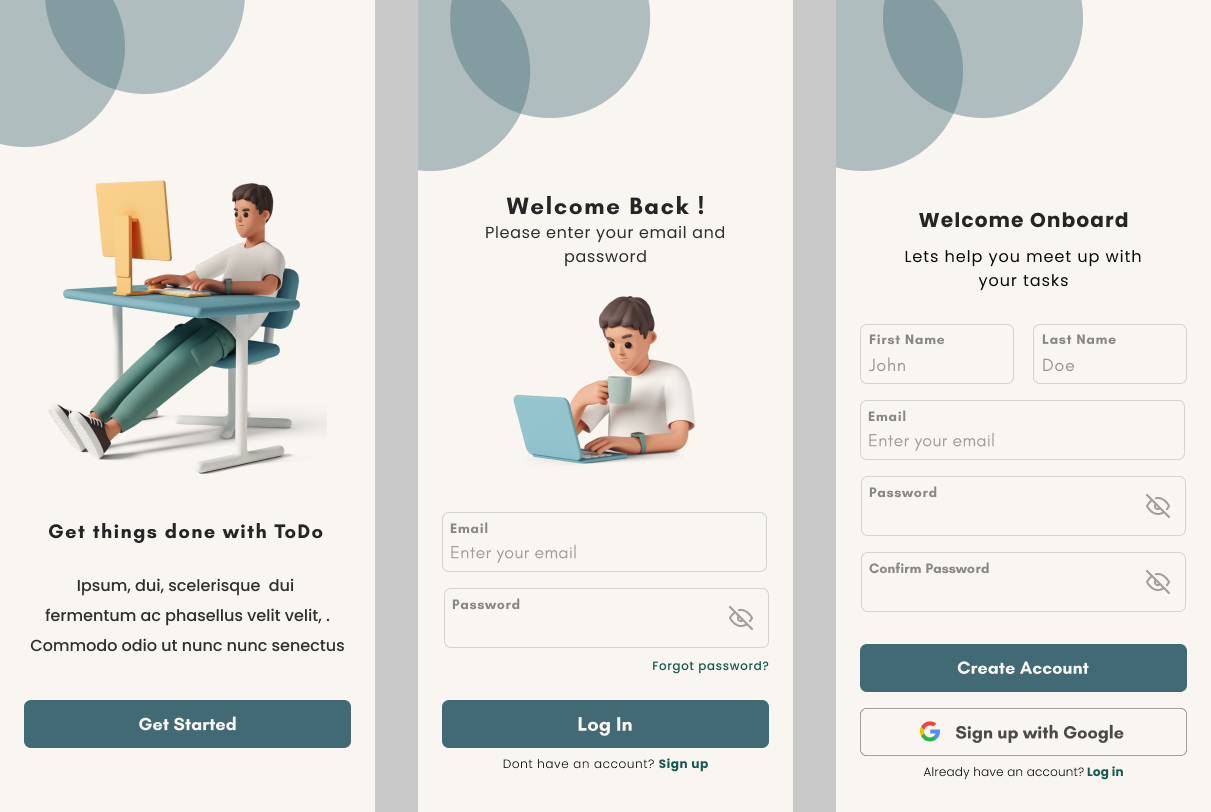 Get things done with ToDo
Ipsum, dui, scelerisque dui
fermentum ac phasellus velit velit, .
Commodo odio ut nunc nunc senectus
Get Started
Welcome Back !
Please enter your email and
password
Email
Enter your email
Password
Forgot password?
Log In
Dont have an account? Sign up
Welcome Onboard
Lets help you meet up with
your tasks
First Name
John
Last Name
Doe
Email
Enter your email
Password
Confirm Password
Create Account
Sign up with Google
Already have an account? Log in